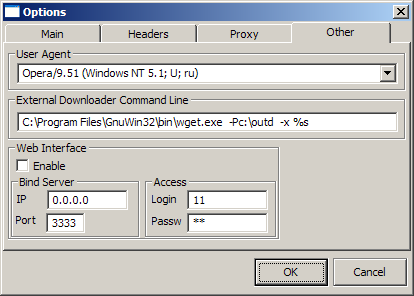 Options
Main Headers Proxy Other
User Agent
Opera/9.51 (Windows NT 5.1; U; ru)
External Downloader Command Line
C:\Program Files\GnuWin32\bin\wget.exe -Pc:\outd -x %s
Web Interface
Enable
Bind Server
IP 0.0.0.0
Port 3333
Access
Login 11
Passw **
OK Cancel